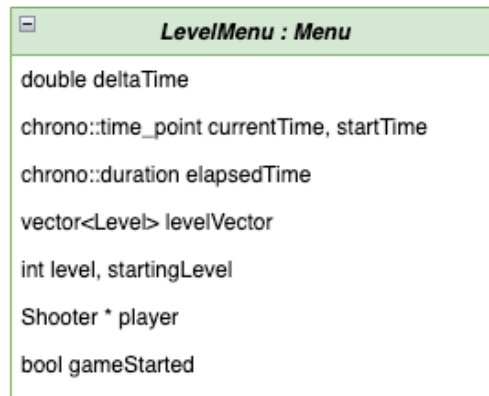 LevelMenu : Menu
double deltaTime
chrono::time_point currentTime, startTime
chrono::duration elapsedTime
vector<Level> levelVector
int level, startingLevel
Shooter * player
bool gameStarted